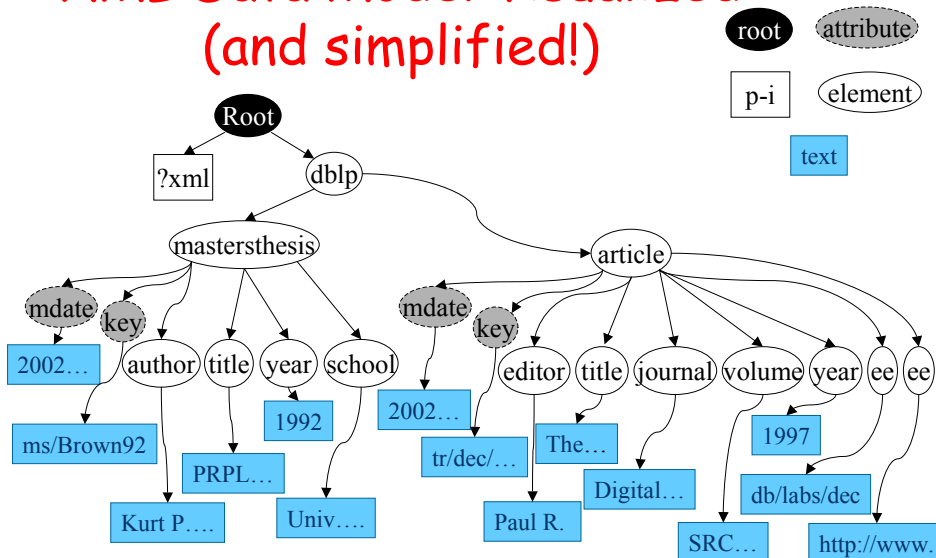 (and simplified!)
root
attribute
p-i
element
text
Root
?xml
dblp
mastersthesis
article
mdate
key
author
title
year
school
2002…
ms/Brown92
PRPL…
1992
Kurt P….
Univ….
mdate
key
editor
title
journal
volume
year
ee
ee
2002…
tr/dec/…
The…
1997
Digital…
db/labs/dec
Paul R.
SRC…
http://www.